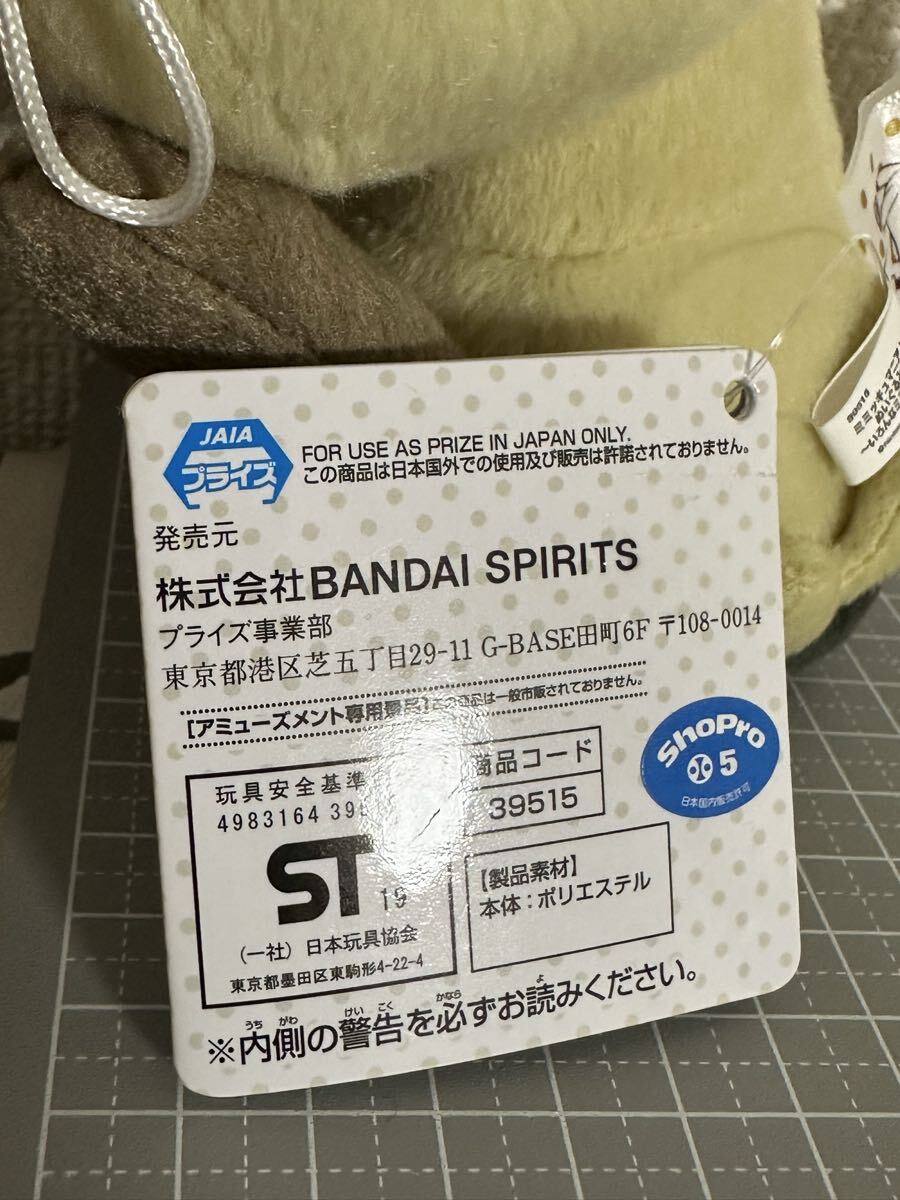 JAIA
プライズ
FOR USE AS PRIZE IN JAPAN ONLY.
この商品は日本国外での使用及び販売は許諾されておりません。
発売元
株式会社BANDAI SPIRITS
プライズ事業部
東京都港区芝五丁目29-11 G-BASE田町6F 〒108-0014
[アミューズメント専用景品]この商品は一般市販されておりません。
玩具安全基準
4983164 39
ST 19
(一社) 日本玩具協会
東京都墨田区東駒形4-22-4
商品コード
39515
ShoPro
5
日本国内販売許可
【製品素材】
本体：ポリエステル
うち がわ けい こく かなら よ
※内側の警告を必ずお読みください。